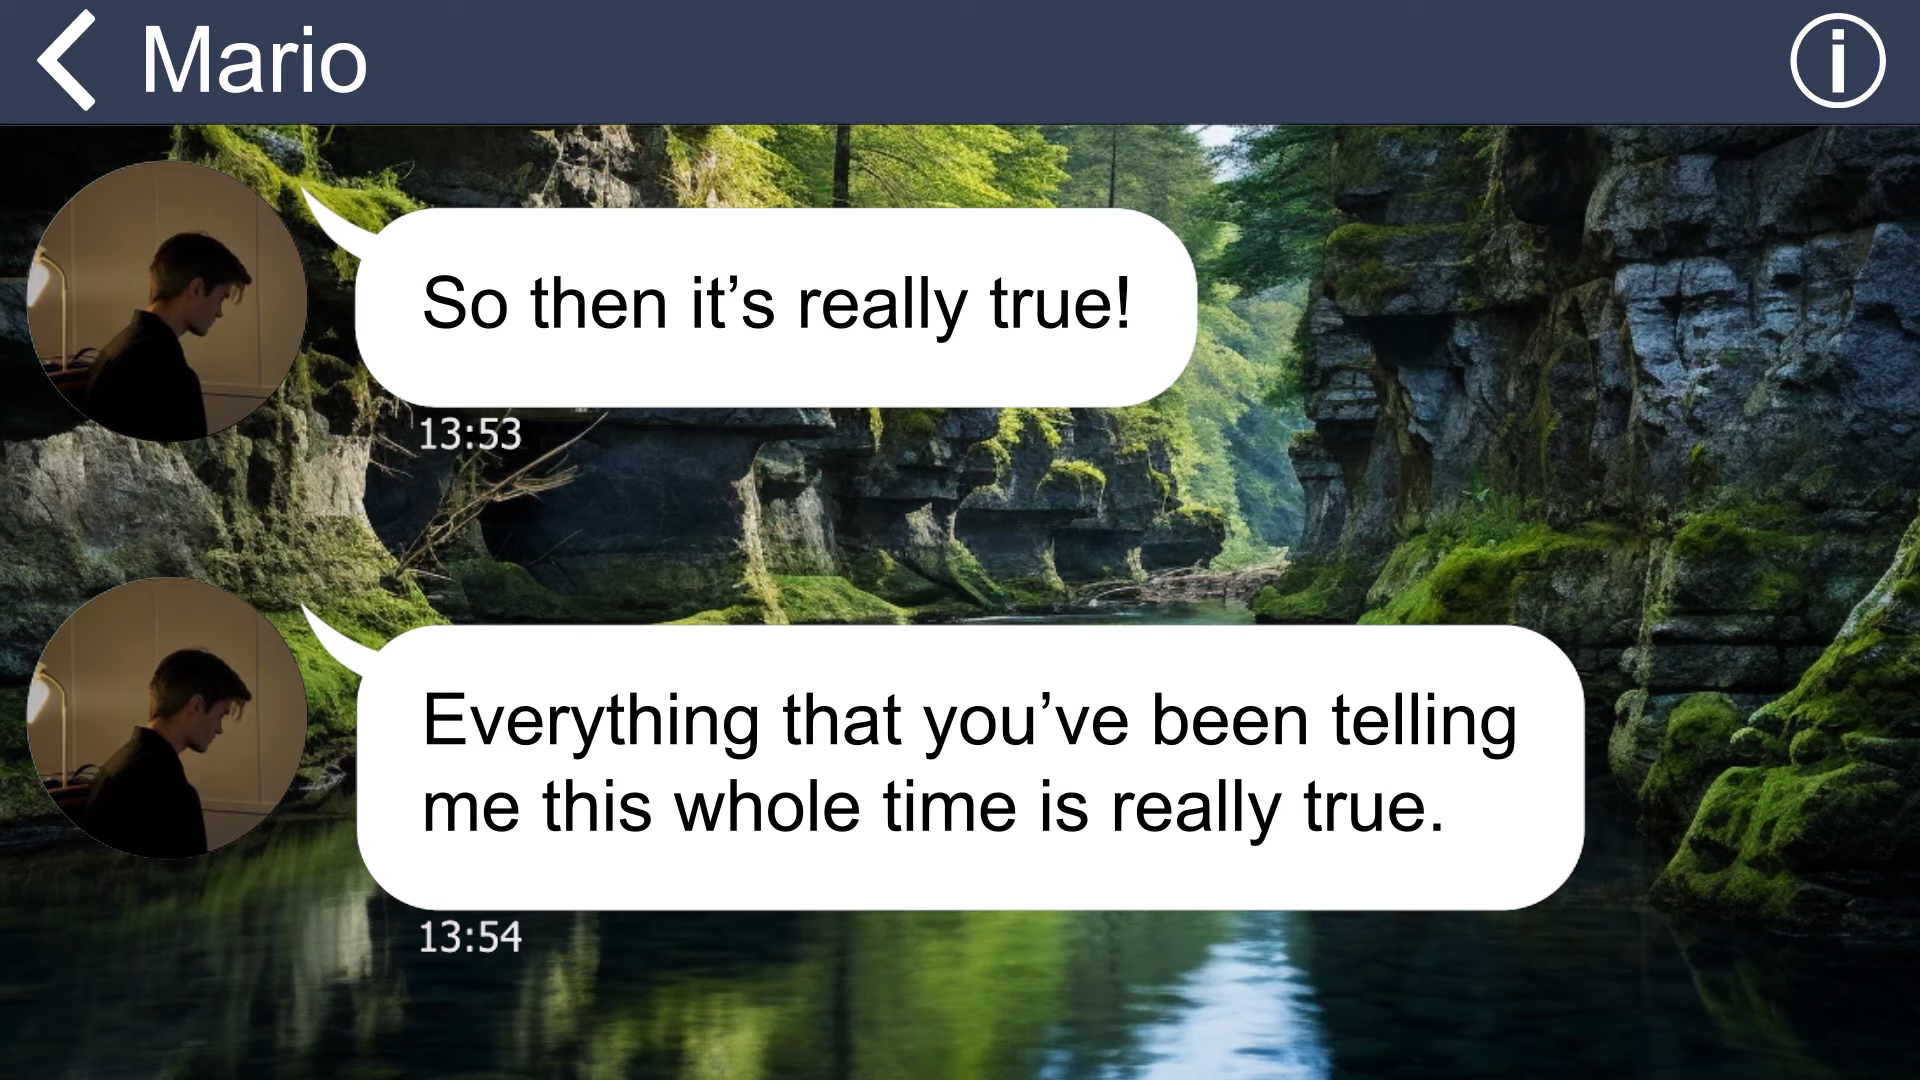 Mario
So then it’s really true!
13:53
Everything that you’ve been telling
me this whole time is really true.
13:54